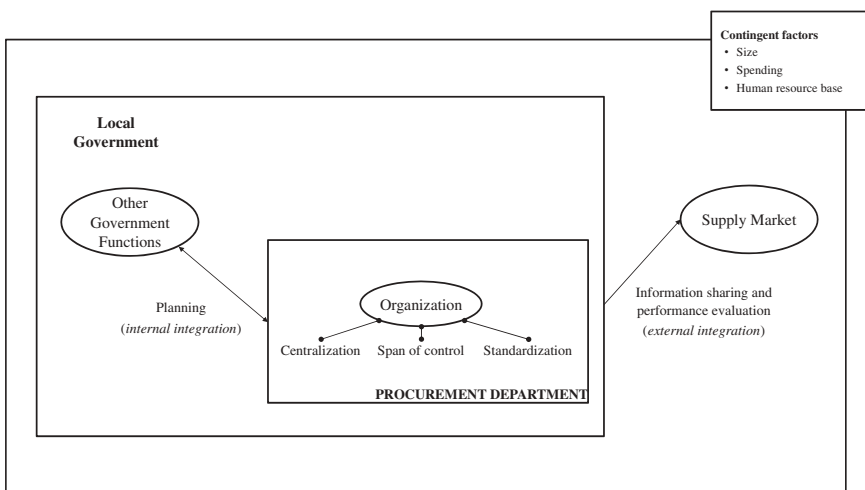 Contingent factors
• Size
• Spending
• Human resource base
Local
Government
Other
Government
Functions
Supply Market
Organization
Planning
(internal integration)
Information sharing and
performance evaluation
(external integration)
Centralization
Span of control
Standardization
PROCUREMENT DEPARTMENT